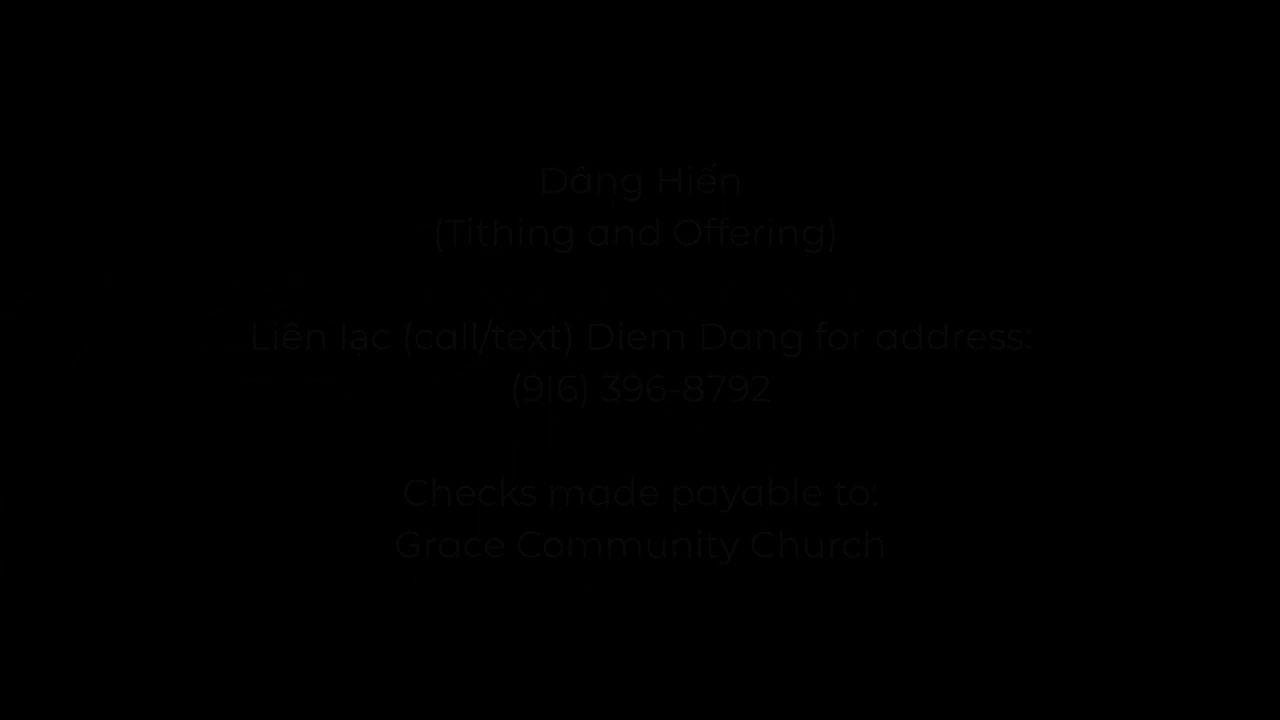 Dâng Hiến
(Tithing and Offering)
Liên lạc (call/text) Diem Dang for address:
(916) 396-8792
Checks made payable to:
Grace Community Church